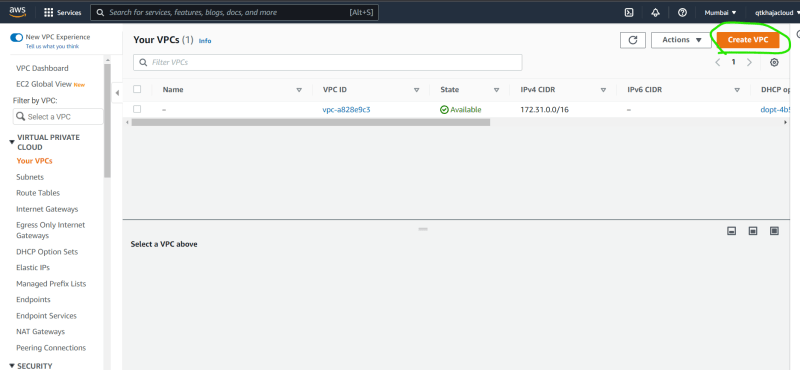 aws Services Search for services, features, blogs, docs, and more [Alt+S] Mumbai qtkhajacloud
New VPC Experience
Tell us what you think
VPC Dashboard
EC2 Global View New
Filter by VPC:
Select a VPC
VIRTUAL PRIVATE
CLOUD
Your VPCs
Subnets
Route Tables
Internet Gateways
Egress Only Internet
Gateways
DHCP Option Sets
Elastic IPs
Managed Prefix Lists
Endpoints
Endpoint Services
NAT Gateways
Peering Connections
SECURITY
Your VPCs (1) Info Actions Create VPC
Filter VPCs 1
Name VPC ID State IPv4 CIDR IPv6 CIDR DHCP op
– vpc-a828e9c3 Available 172.31.0.0/16 – dopt-4b5
Select a VPC above